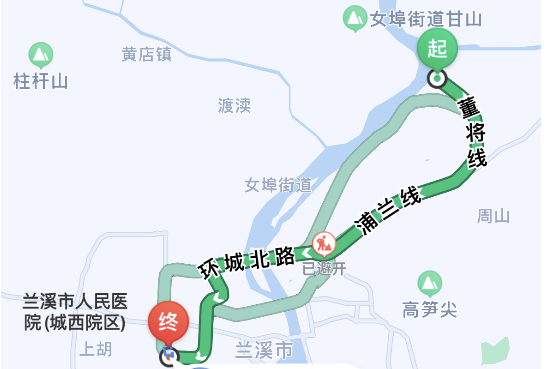 女埠街道甘山
起
黄店镇
柱杆山
渡渎
董将线
女埠街道
浦兰线
周山
环城北路
已避开
兰溪市人民医
院(城西院区)
高笋尖
终
上胡
兰溪市